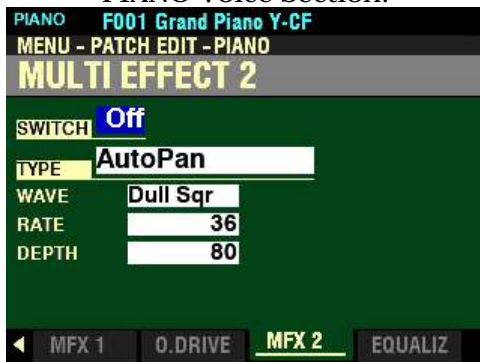 PIANO Voice Section.
PIANO F001 Grand Piano Y-CF
MENU - PATCH EDIT - PIANO
MULTI EFFECT 2
SWITCH Off
TYPE AutoPan
WAVE Dull Sqr
RATE 36
DEPTH 80
◀ MFX 1 O.DRIVE MFX 2 EQUALIZ